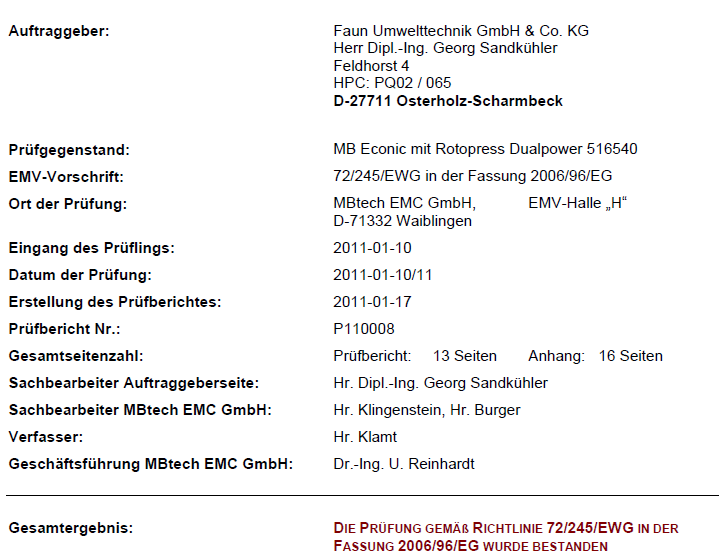 Auftraggeber: Faun Umwelttechnik GmbH & Co. KG
Herr Dipl.-Ing. Georg Sandkühler
Feldhorst 4
HPC: PQ02 / 065
D-27711 Osterholz-Scharmbeck
Prüfgegenstand: MB Econic mit Rotopress Dualpower 516540
EMV-Vorschrift: 72/245/EWG in der Fassung 2006/96/EG
Ort der Prüfung: MBtech EMC GmbH, EMV-Halle „H“
D-71332 Waiblingen
Eingang des Prüflings: 2011-01-10
Datum der Prüfung: 2011-01-10/11
Erstellung des Prüfberichtes: 2011-01-17
Prüfbericht Nr.: P110008
Gesamtseitenzahl: Prüfbericht: 13 Seiten Anhang: 16 Seiten
Sachbearbeiter Auftraggeberseite: Hr. Dipl.-Ing. Georg Sandkühler
Sachbearbeiter MBtech EMC GmbH: Hr. Klingenstein, Hr. Burger
Verfasser: Hr. Klamt
Geschäftsführung MBtech EMC GmbH: Dr.-Ing. U. Reinhardt
Gesamtergebnis: DIE PRÜFUNG GEMÄß RICHTLINIE 72/245/EWG IN DER
FASSUNG 2006/96/EG WURDE BESTANDEN